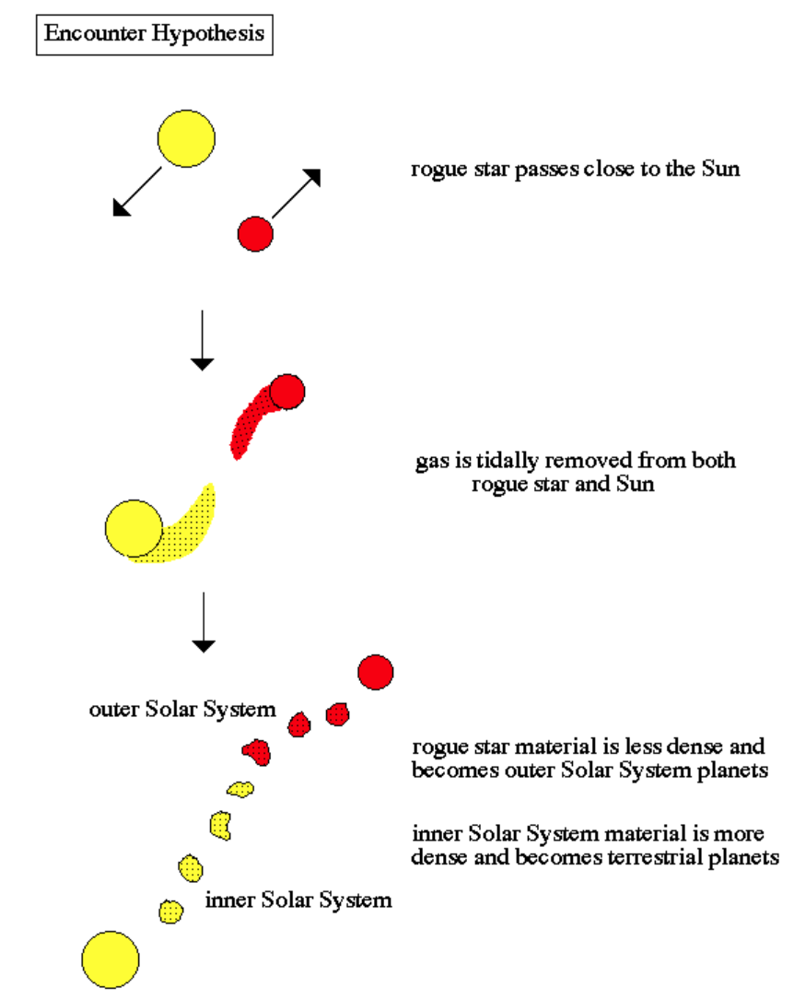 Encounter Hypothesis
rogue star passes close to the Sun
gas is tidally removed from both
rogue star and Sun
outer Solar System
rogue star material is less dense and
becomes outer Solar System planets
inner Solar System material is more
dense and becomes terrestrial planets
inner Solar System